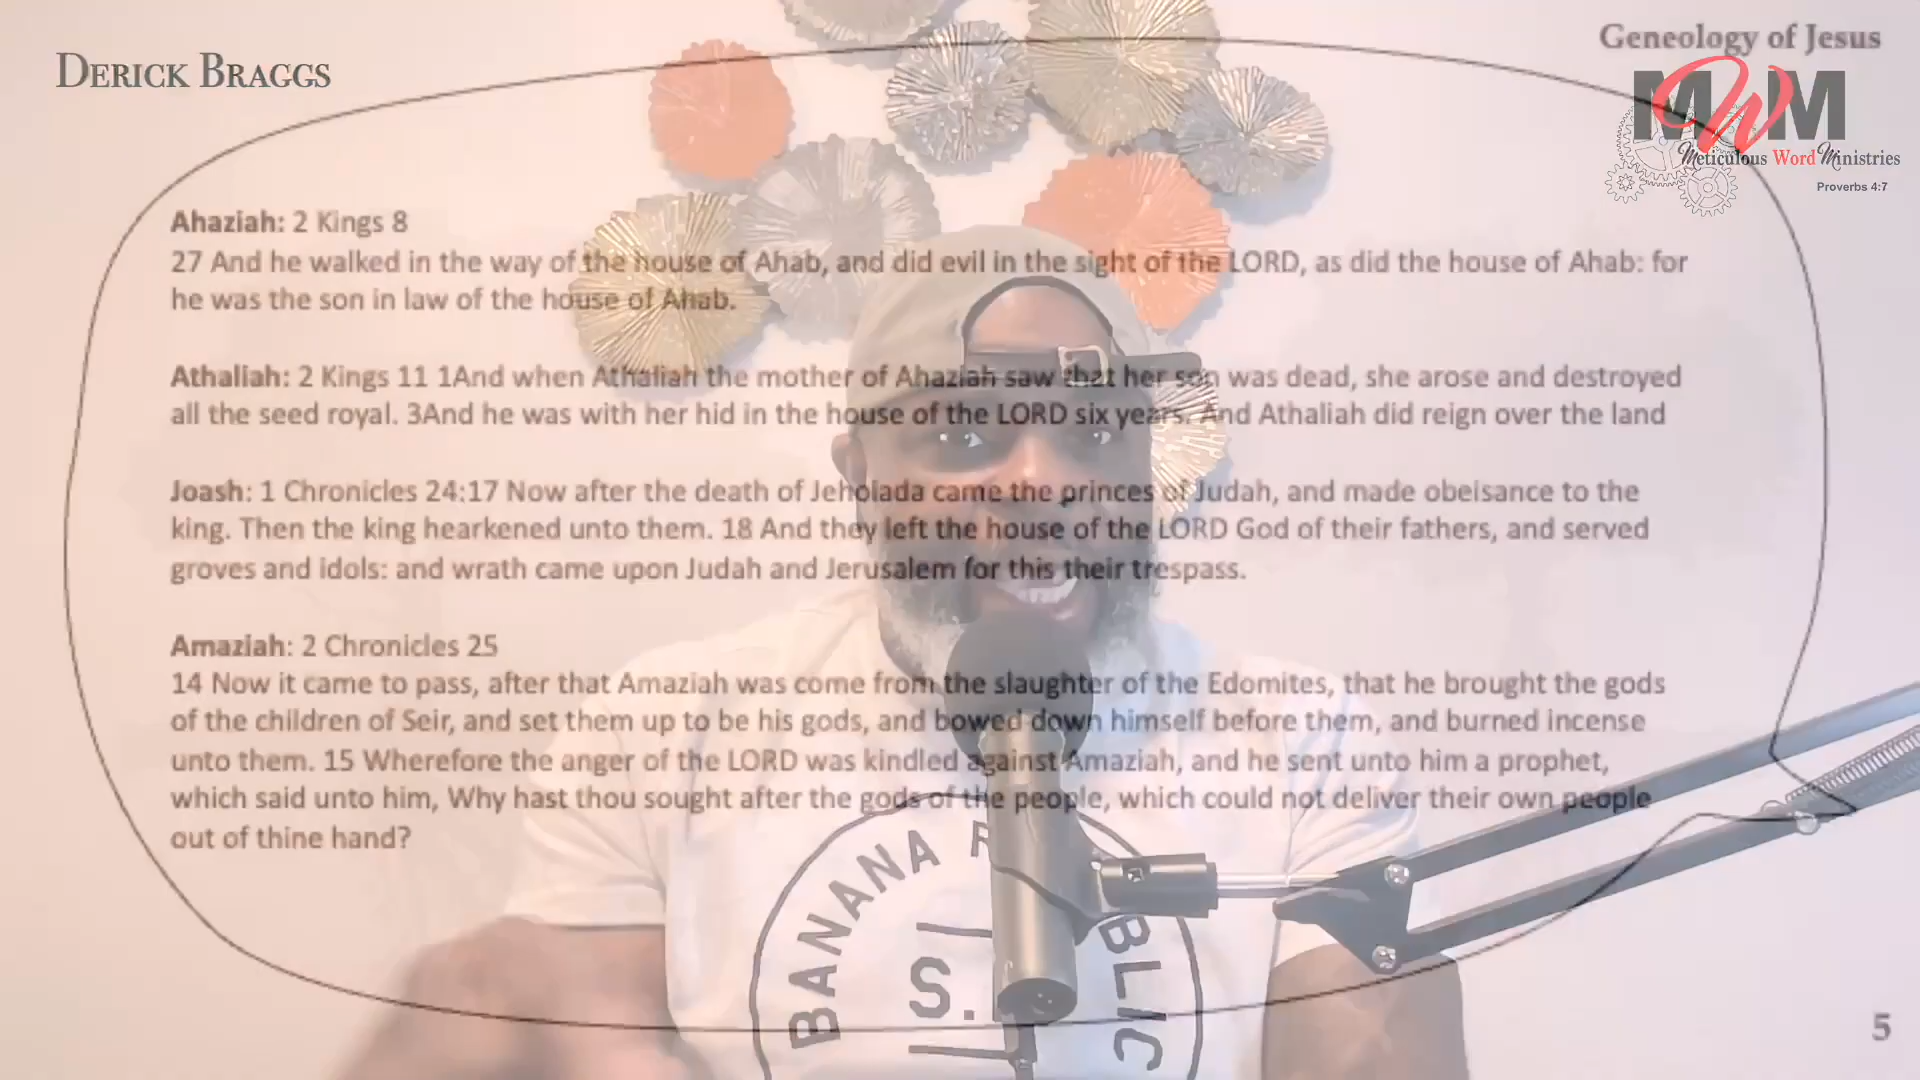 DERICK BRAGGS
Geneology of Jesus
MWM
Meticulous Word Ministries
Proverbs 4:7
Ahaziah: 2 Kings 8
27 And he walked in the way of the house of Ahab, and did evil in the sight of the LORD, as did the house of Ahab: for
he was the son in law of the house of Ahab.
Athaliah: 2 Kings 11 1And when Athaliah the mother of Ahaziah saw that her son was dead, she arose and destroyed
all the seed royal. 3And he was with her hid in the house of the LORD six years. And Athaliah did reign over the land
Joash: 1 Chronicles 24:17 Now after the death of Jehoiada came the princes of Judah, and made obeisance to the
king. Then the king hearkened unto them. 18 And they left the house of the LORD God of their fathers, and served
groves and idols: and wrath came upon Judah and Jerusalem for this their trespass.
Amaziah: 2 Chronicles 25
14 Now it came to pass, after that Amaziah was come from the slaughter of the Edomites, that he brought the gods
of the children of Seir, and set them up to be his gods, and bowed down himself before them, and burned incense
unto them. 15 Wherefore the anger of the LORD was kindled against Amaziah, and he sent unto him a prophet,
which said unto him, Why hast thou sought after the gods of the people, which could not deliver their own people
out of thine hand?
BANANA
S.
5